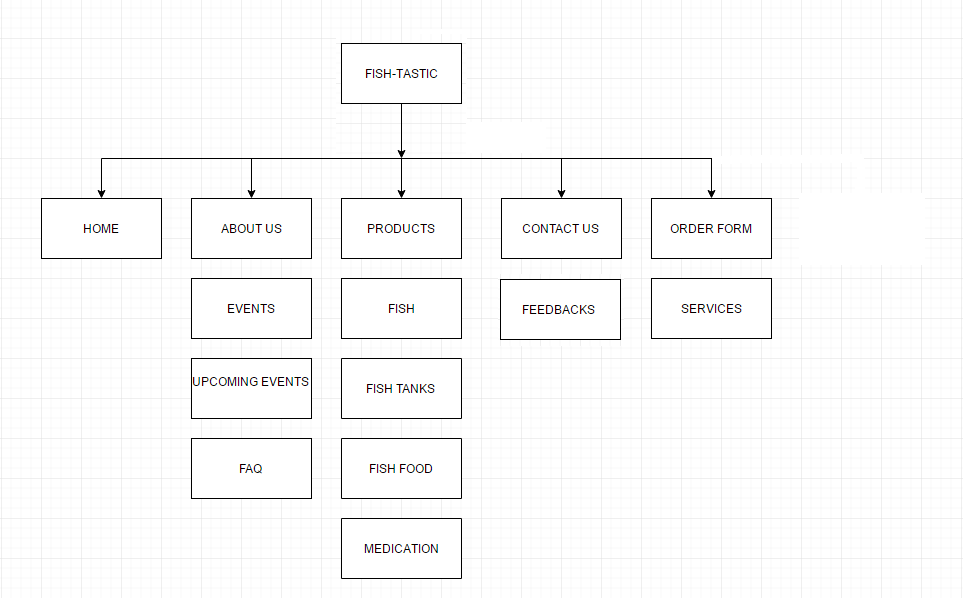 FISH-TASTIC
HOME
ABOUT US
PRODUCTS
CONTACT US
ORDER FORM
EVENTS
FISH
FEEDBACKS
SERVICES
UPCOMING EVENTS
FISH TANKS
FAQ
FISH FOOD
MEDICATION